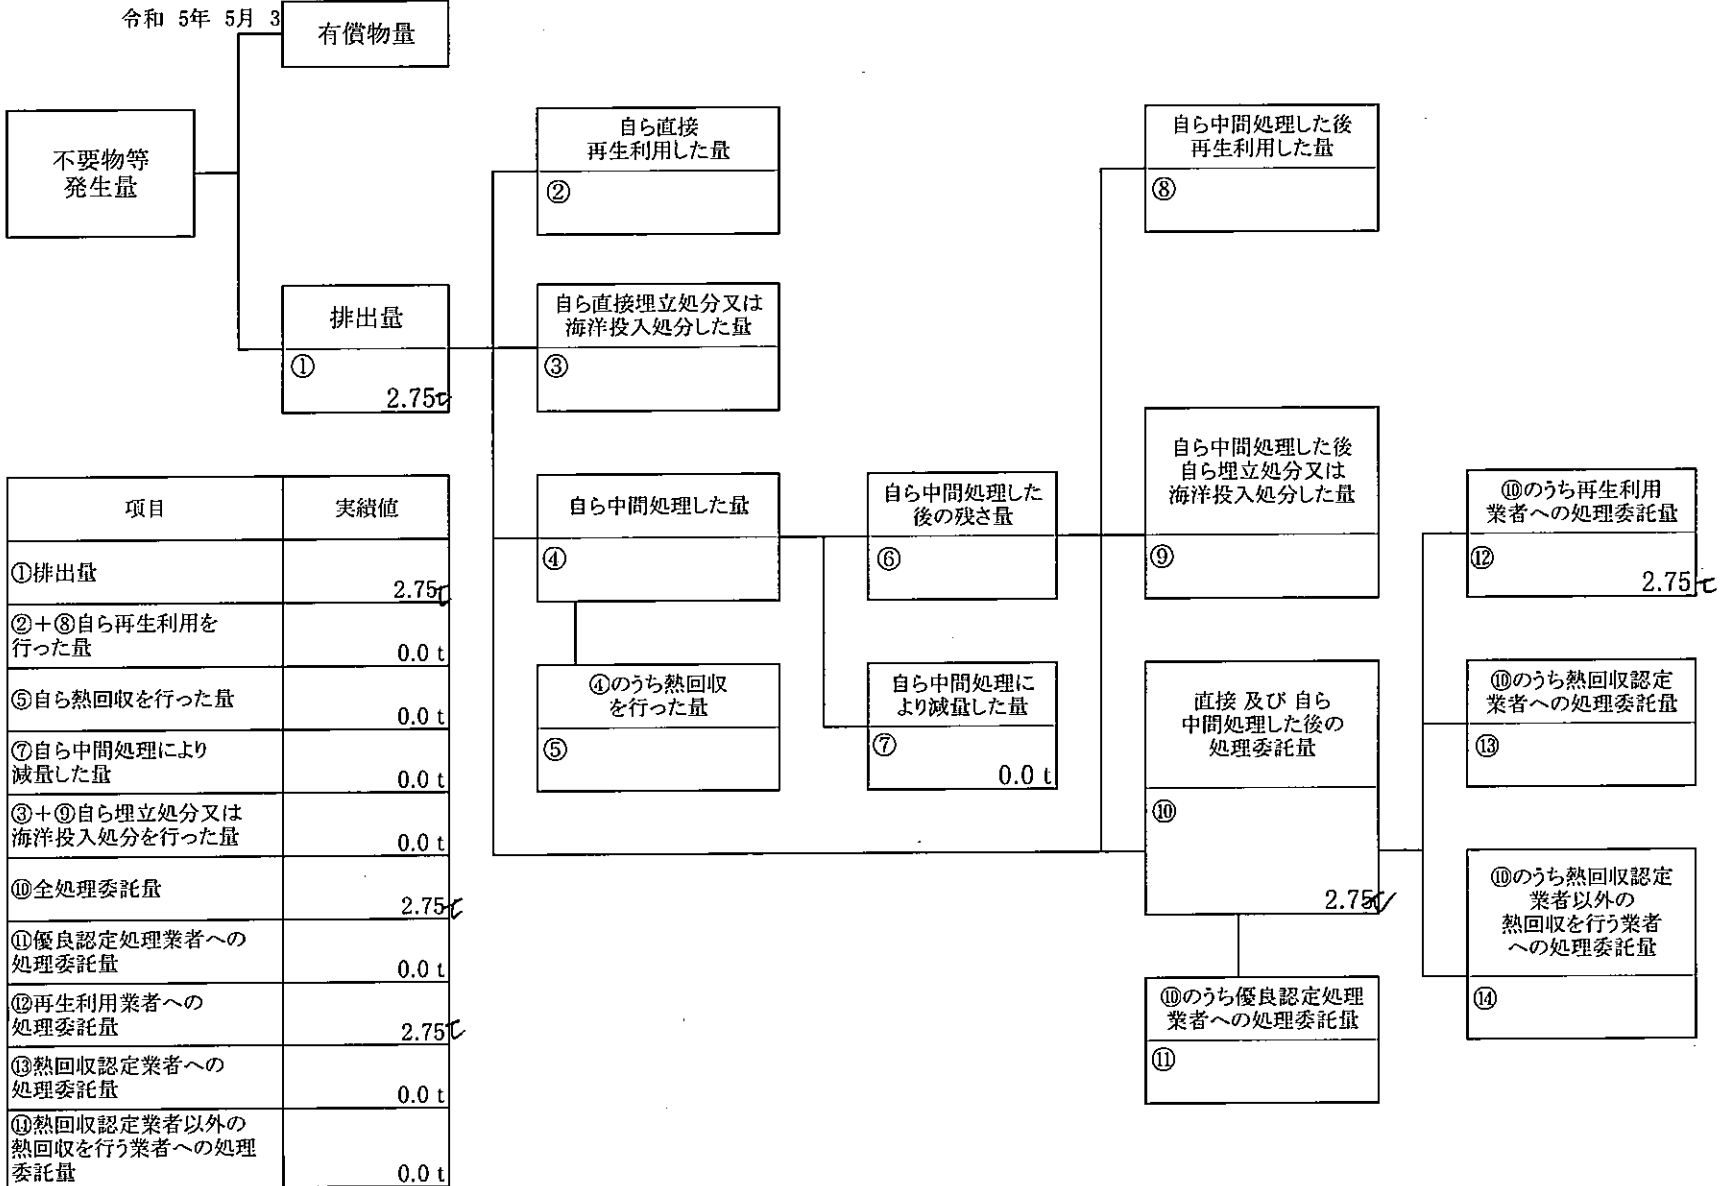 令和 5年 5月 3
有償物量
不要物等
発生量
自ら直接
再生利用した量
②
自ら中間処理した後
再生利用した量
⑧
排出量
①
2.75t
自ら直接埋立処分又は
海洋投入処分した量
③
自ら中間処理した量
④
自ら中間処理した
後の残さ量
⑥
自ら中間処理した後
自ら埋立処分又は
海洋投入処分した量
⑨
⑩のうち再生利用
業者への処理委託量
⑫
2.75t
④のうち熱回収
を行った量
⑤
自ら中間処理に
より減量した量
⑦
0.0 t
直接 及び 自ら
中間処理した後の
処理委託量
⑩
2.75t
⑩のうち熱回収認定
業者への処理委託量
⑬
⑩のうち熱回収認定
業者以外の
熱回収を行う業者
への処理委託量
⑭
⑩のうち優良認定処理
業者への処理委託量
⑪
項目 実績値
①排出量
2.75t
②+⑧自ら再生利用を
行った量
0.0 t
⑤自ら熱回収を行った量
0.0 t
⑦自ら中間処理により
減量した量
0.0 t
③+⑨自ら埋立処分又は
海洋投入処分を行った量
0.0 t
⑩全処理委託量
2.75t
⑪優良認定処理業者への
処理委託量
0.0 t
⑫再生利用業者への
処理委託量
2.75t
⑬熱回収認定業者への
処理委託量
0.0 t
⑭熱回収認定業者以外の
熱回収を行う業者への処理
委託量
0.0 t